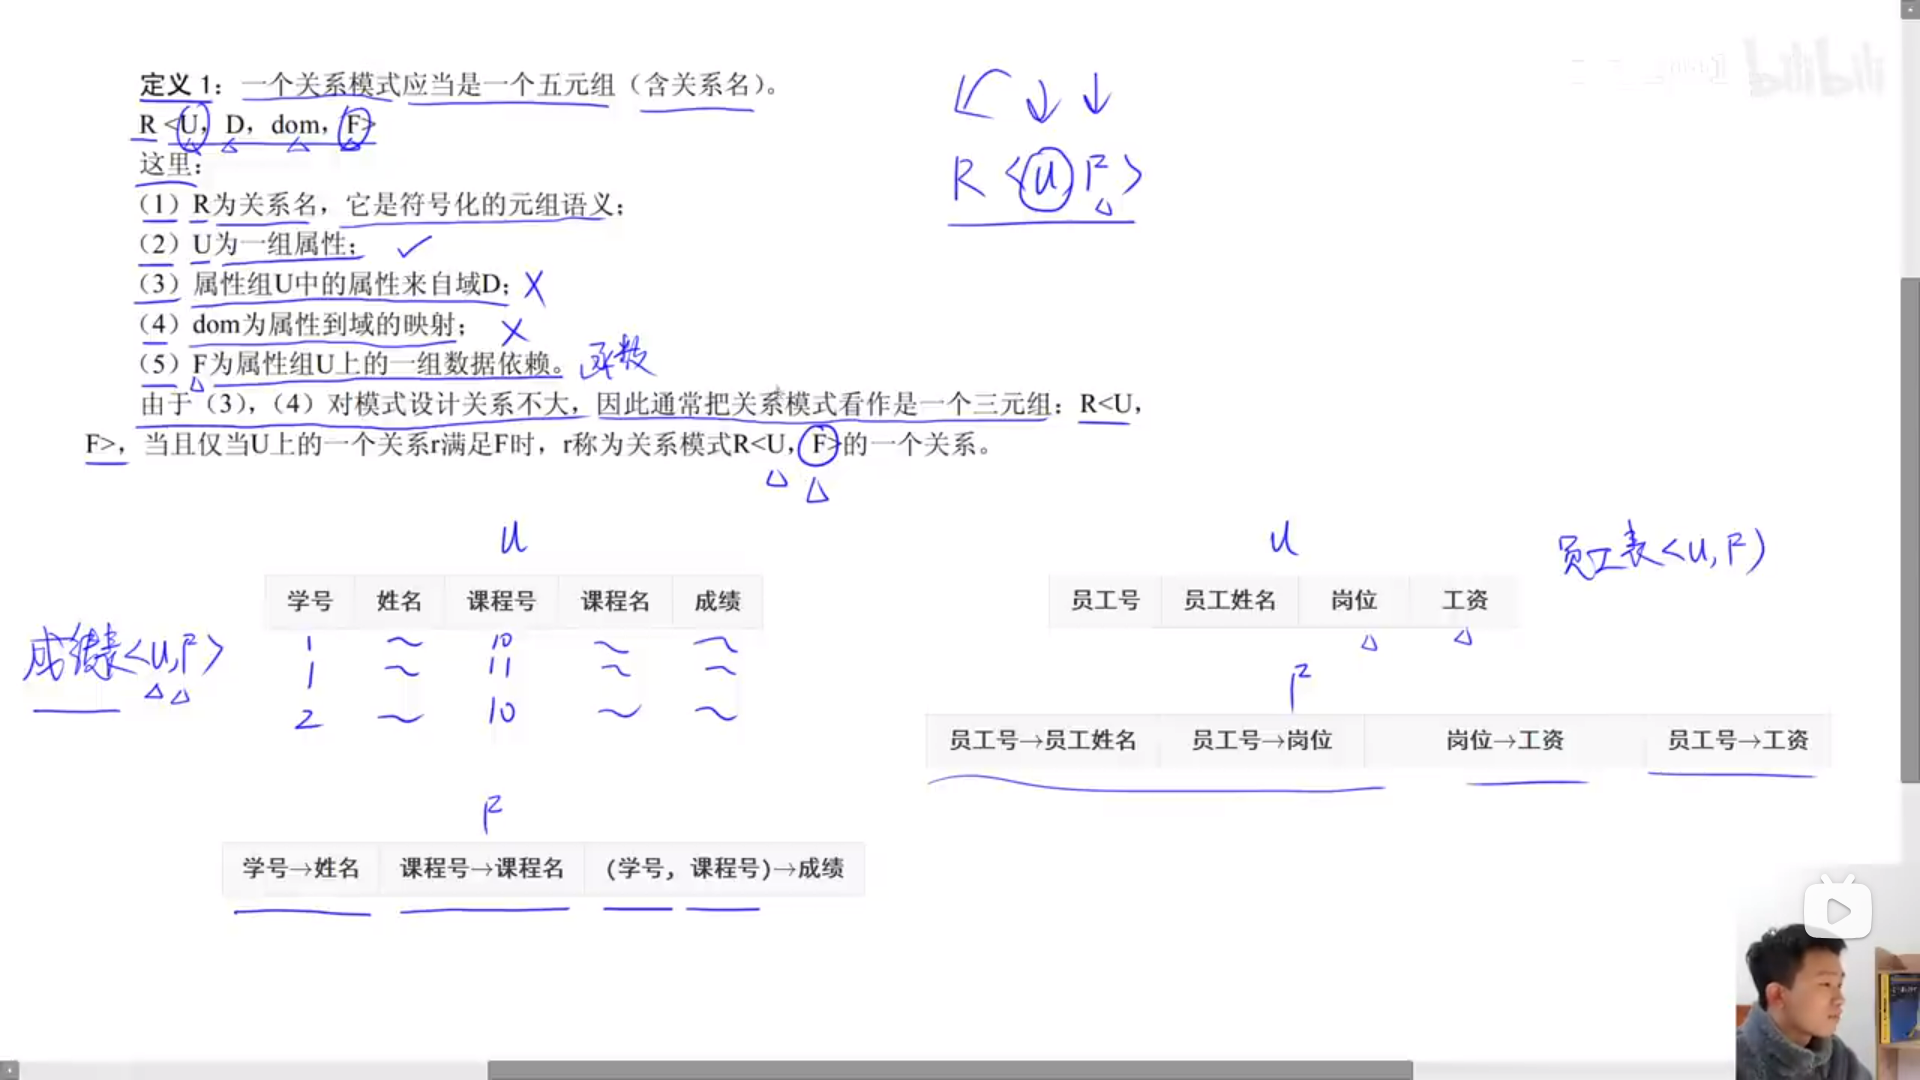 定义 1：一个关系模式应当是一个五元组（含关系名）。
R <U，D，dom，F>
这里：
（1）R为关系名，它是符号化的元组语义；
（2）U为一组属性；
（3）属性组U中的属性来自域D；
（4）dom为属性到域的映射；
（5）F为属性组U上的一组数据依赖。 函数
由于（3），（4）对模式设计关系不大，因此通常把关系模式看作是一个三元组：R<U，
F>，当且仅当U上的一个关系r满足F时，r称为关系模式R<U，F>的一个关系。
R <U F>
bilibili
U
学号 姓名 课程号 课程名 成绩
1 10
1 11
2 10
成绩表<U,F>
F
学号→姓名 课程号→课程名 (学号, 课程号)→成绩
U
员工表<U,F>
员工号 员工姓名 岗位 工资
F
员工号→员工姓名 员工号→岗位 岗位→工资 员工号→工资